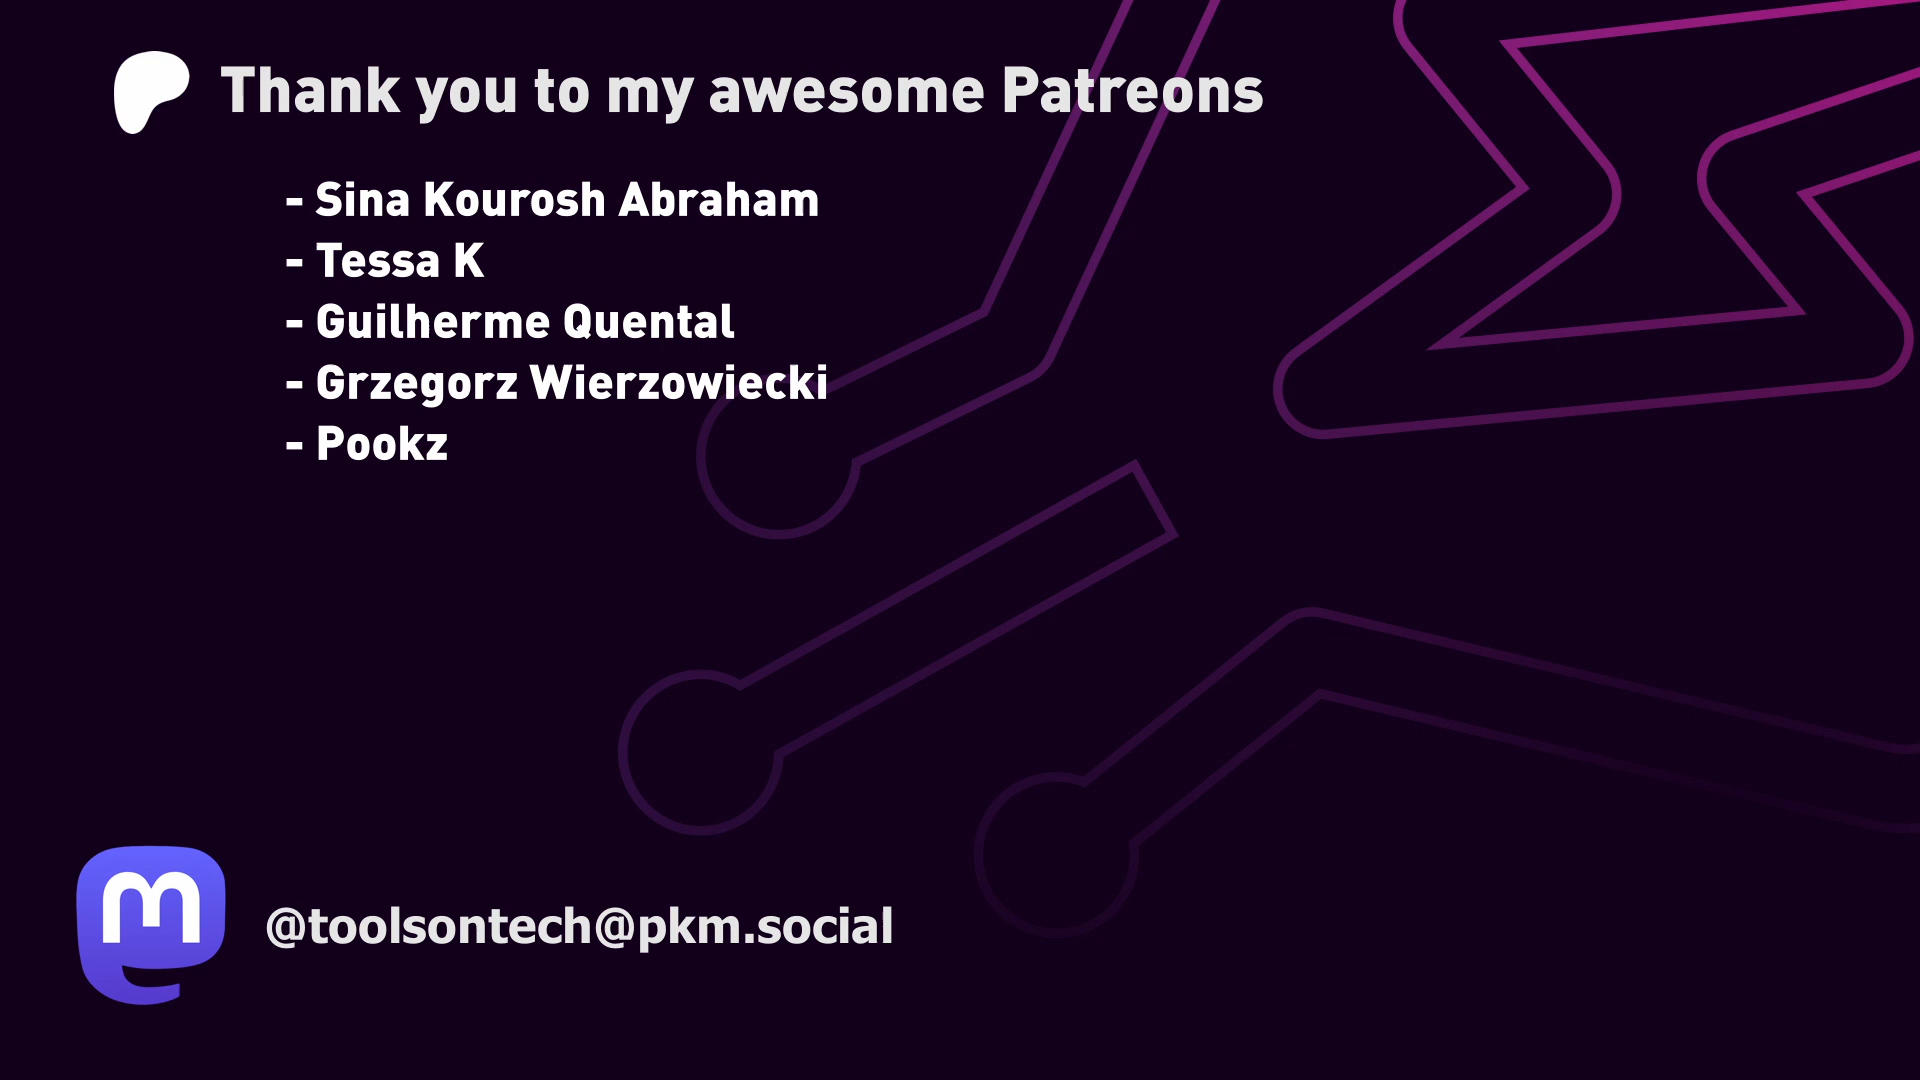 Thank you to my awesome Patreons
- Sina Kourosh Abraham
- Tessa K
- Guilherme Quental
- Grzegorz Wierzowiecki
- Pookz
@toolsontech@pkm.social